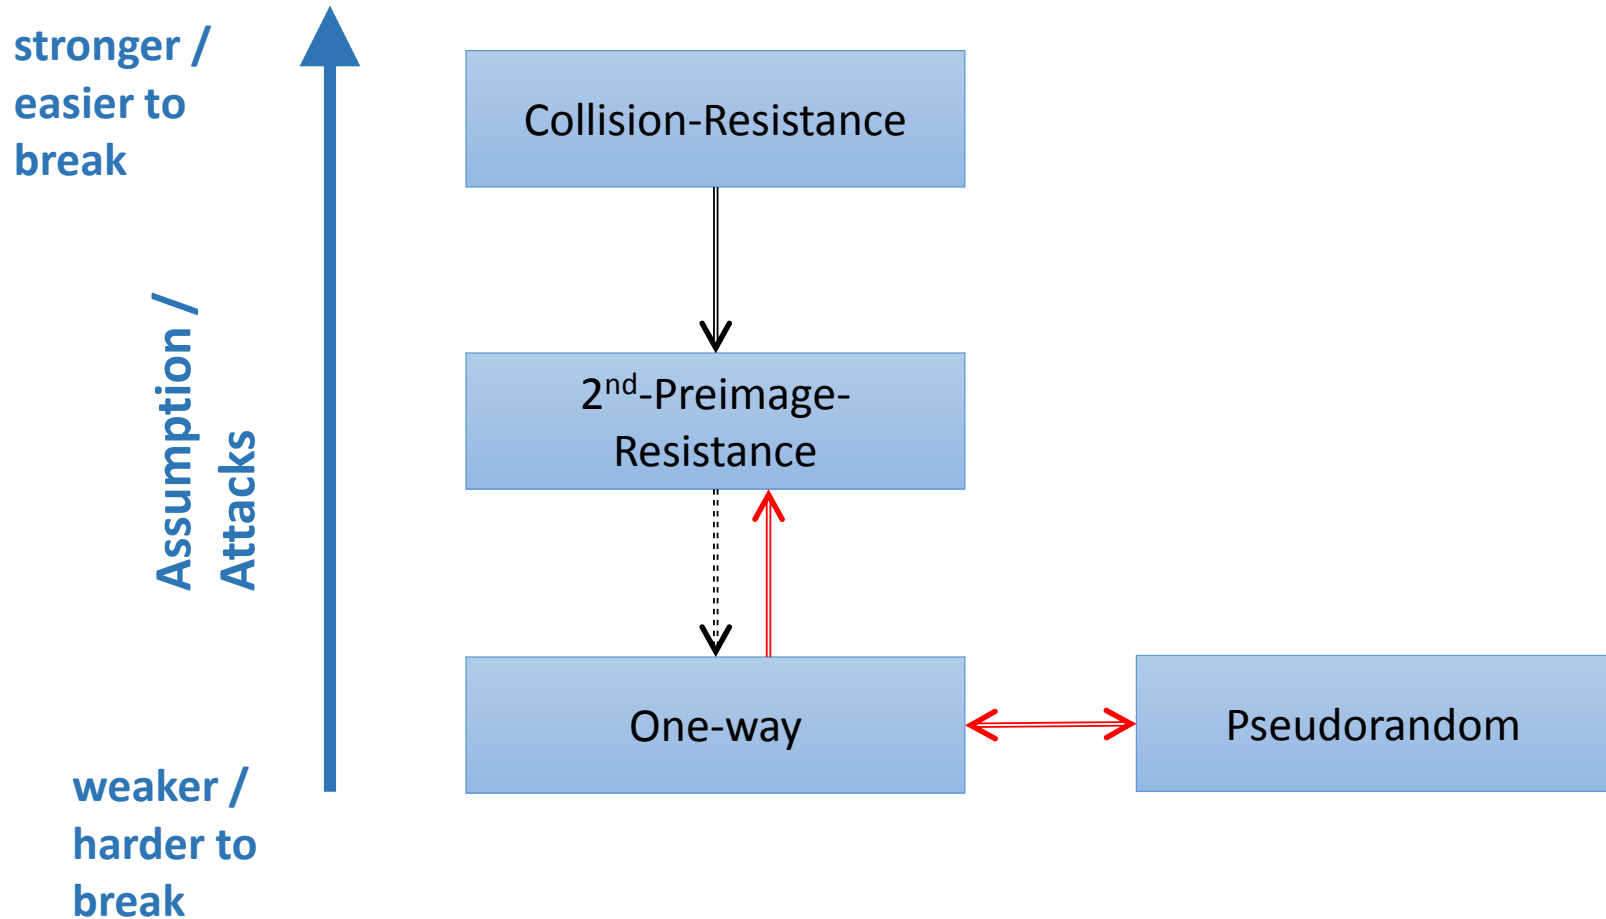 stronger /
easier to
break
Collision-Resistance
Assumption /
Attacks
2nd-Preimage-
Resistance
One-way
Pseudorandom
weaker /
harder to
break